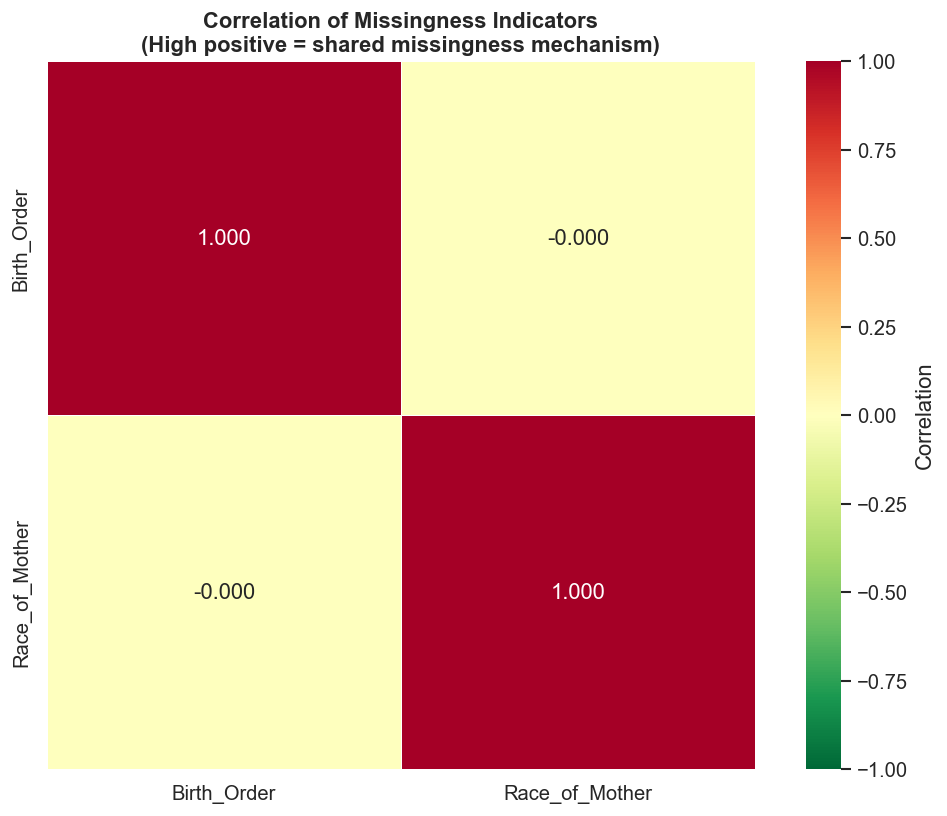 Correlation of Missingness Indicators
(High positive = shared missingness mechanism)
Birth_Order
1.000
-0.000
Race_of_Mother
-0.000
1.000
Birth_Order
Race_of_Mother
1.00
0.75
0.50
0.25
0.00
−0.25
−0.50
−0.75
−1.00
Correlation